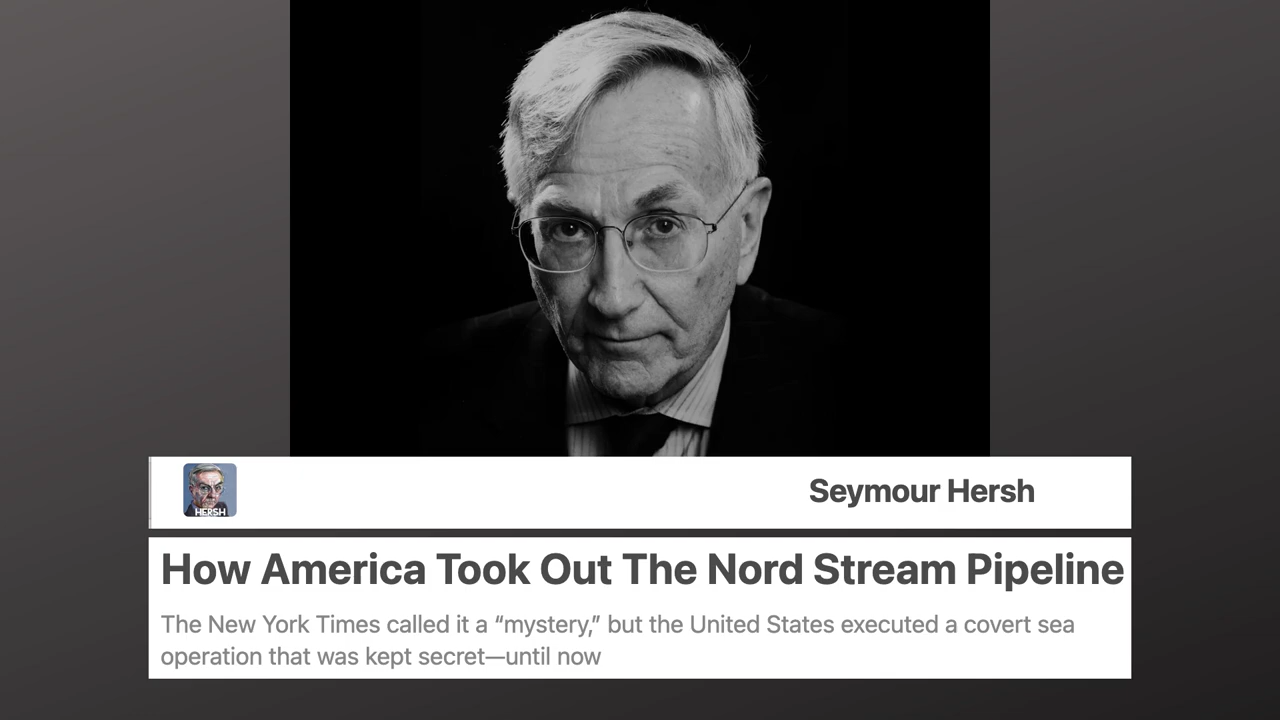 HERSH
Seymour Hersh
How America Took Out The Nord Stream Pipeline
The New York Times called it a “mystery,” but the United States executed a covert sea
operation that was kept secret—until now